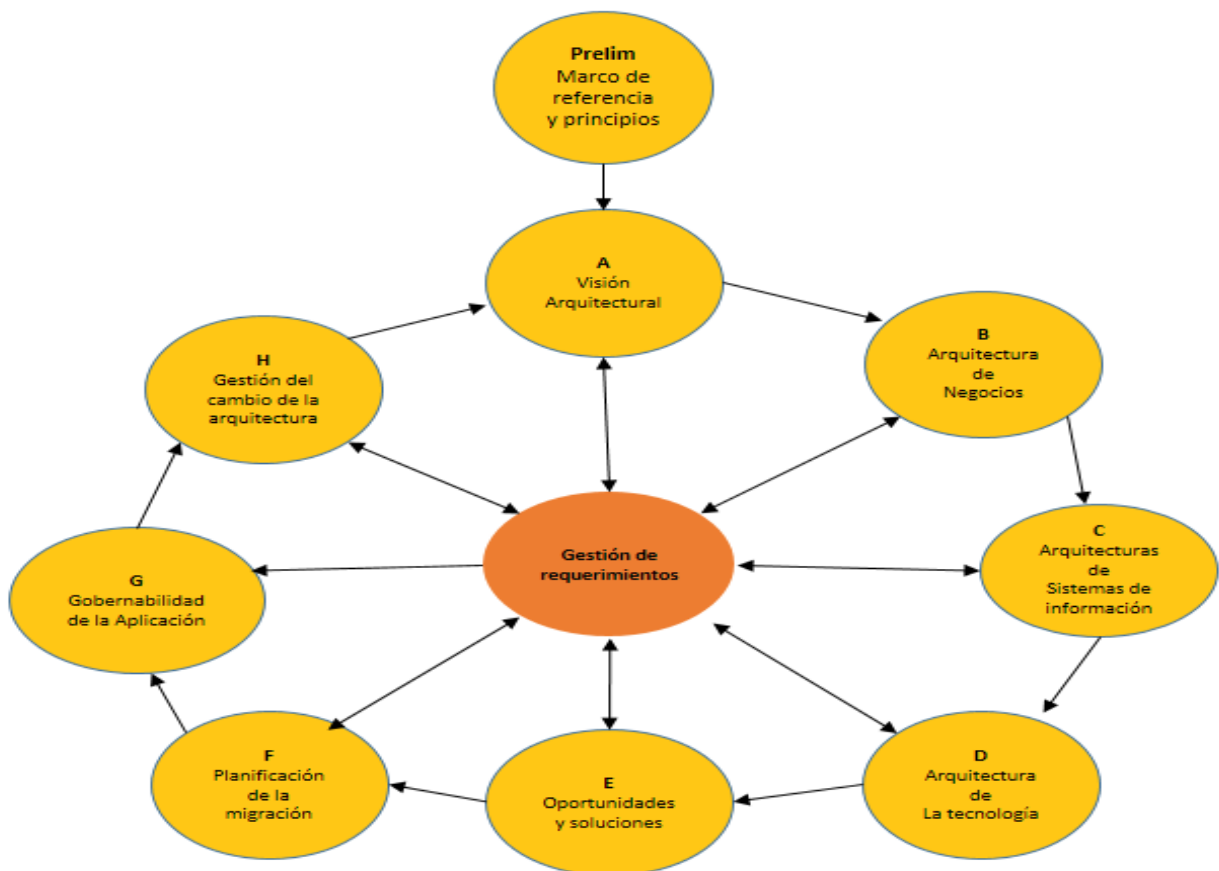 Prelim
Marco de
referencia
y principios
A
Visión
Arquitectural
B
Arquitectura
de
Negocios
H
Gestión del
cambio de la
arquitectura
C
Arquitecturas
de
Sistemas de
información
Gestión de
requerimientos
G
Gobernabilidad
de la Aplicación
D
Arquitectura
de
La tecnología
F
Planificación
de la
migración
E
Oportunidades
y soluciones